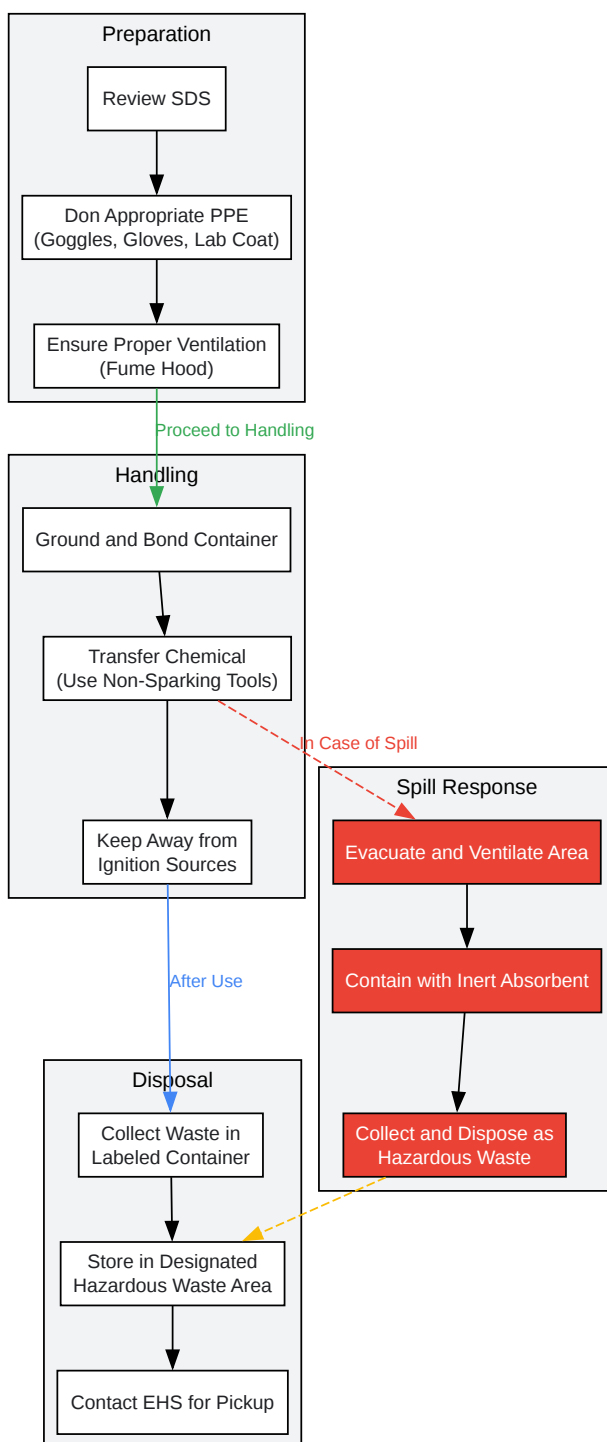 Preparation
Review SDS
Don Appropriate PPE
(Goggles, Gloves, Lab Coat)
Ensure Proper Ventilation
(Fume Hood)
Proceed to Handling
Handling
Ground and Bond Container
Transfer Chemical
(Use Non-Sparking Tools)
In Case of Spill
Keep Away from
Ignition Sources
Spill Response
Evacuate and Ventilate Area
Contain with Inert Absorbent
Collect and Dispose as
Hazardous Waste
After Use
Disposal
Collect Waste in
Labeled Container
Store in Designated
Hazardous Waste Area
Contact EHS for Pickup